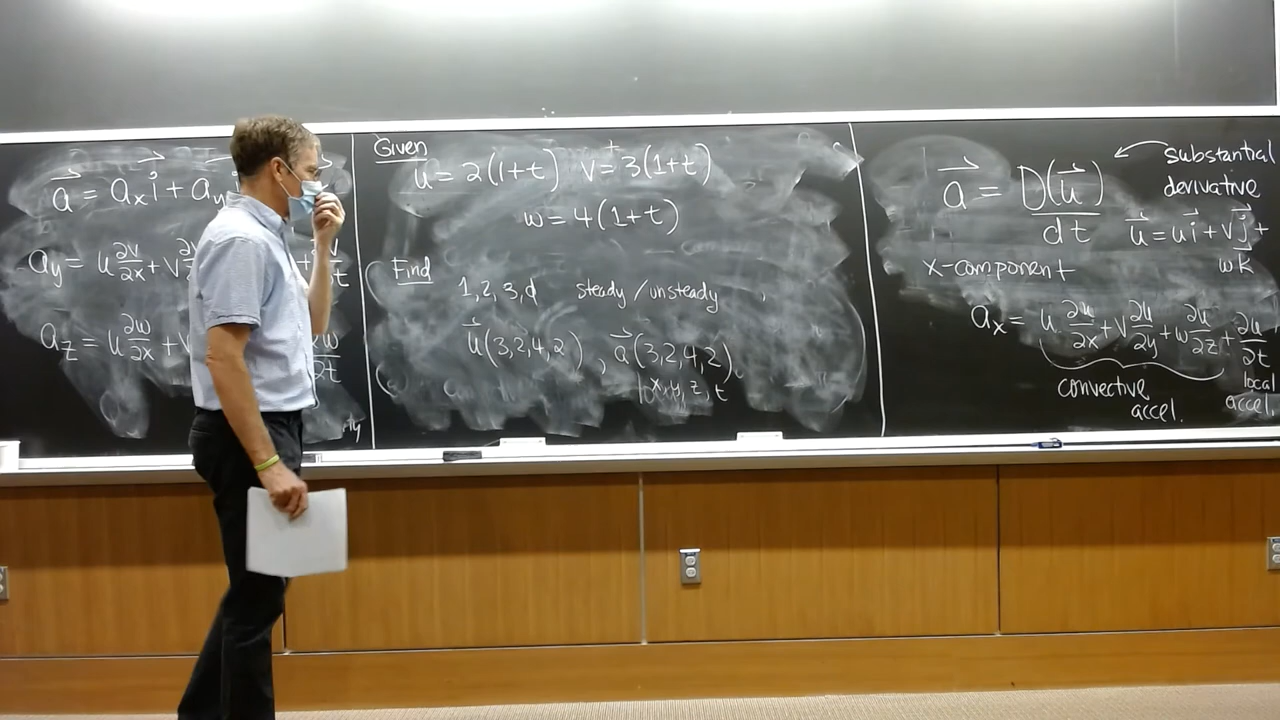 a⃗ = aₓ i⃗ + a_y
a_y = u ∂v/∂x + v ∂v/ + ∂v/∂t
a_z = u ∂w/∂x + v ∂w/∂t
Given
u = 2(1+t) v = 3(1+t)
w = 4(1+t)
Find
1, 2, 3, d steady / unsteady
u⃗(3,2,4,2), a⃗(3,2,4,2)
x, y, z, t
substantial
derivative
a⃗ = D(u⃗)/dt
u⃗ = u i⃗ + v j⃗ +
w k⃗
x-component
aₓ = u ∂u/∂x + v ∂u/∂y + w ∂u/∂z + ∂u/∂t
convective
accel.
local
accel.